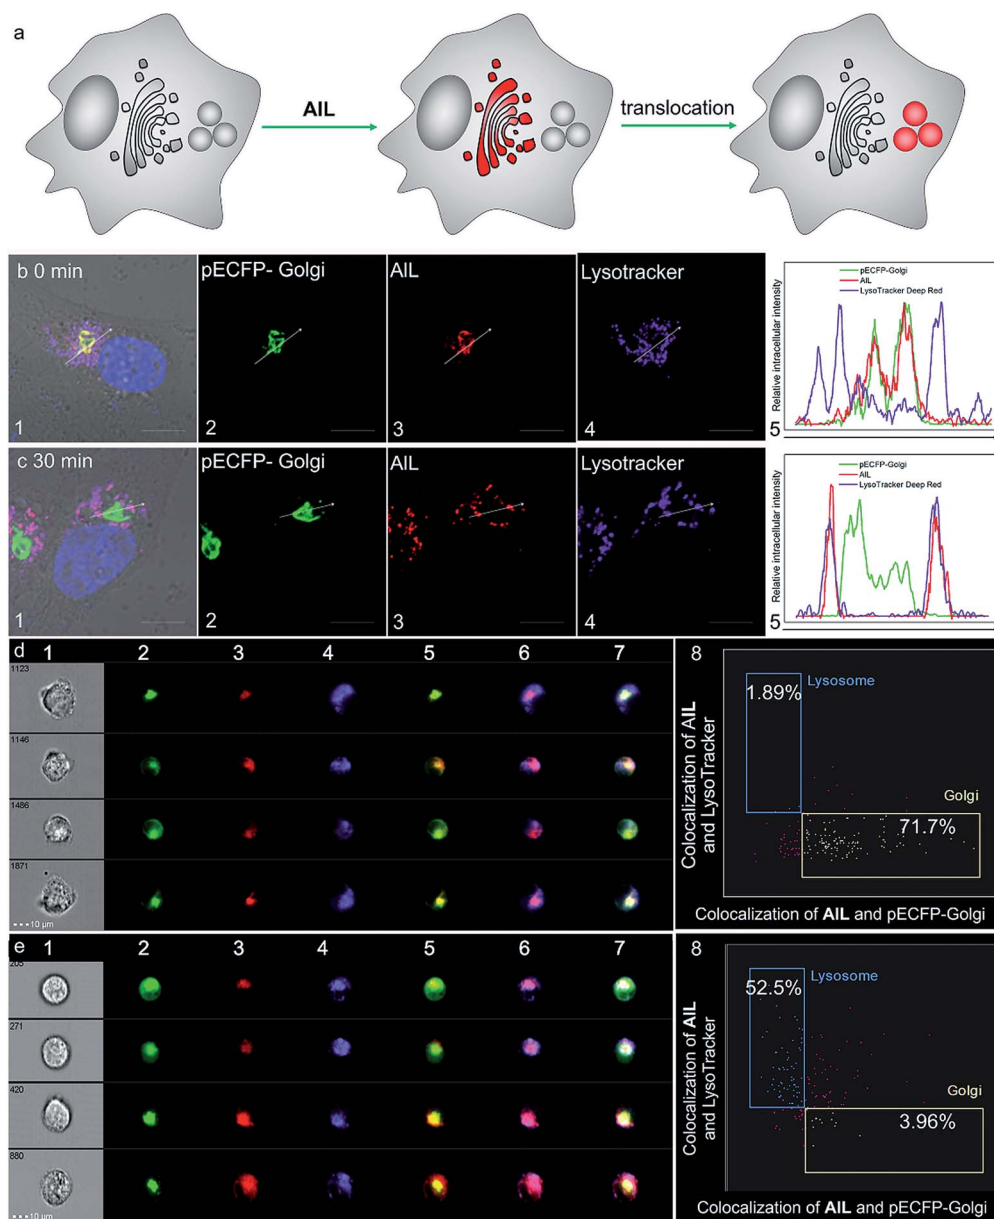 a
AIL
translocation
b 0 min
pECFP- Golgi
AIL
Lysotracker
1
2
3
4
5
pECFP-Golgi
AIL
LysoTracker Deep Red
Relative intracellular intensity
c 30 min
pECFP- Golgi
AIL
Lysotracker
1
2
3
4
5
pECFP-Golgi
AIL
LysoTracker Deep Red
Relative intracellular intensity
d 1 2 3 4 5 6 7 8
1123
1146
1486
1871
10 µm
1.89%
Lysosome
Golgi
71.7%
Colocalization of AIL
and LysoTracker
Colocalization of AIL and pECFP-Golgi
e 1 2 3 4 5 6 7 8
271
420
880
10 µm
52.5%
Lysosome
Golgi
3.96%
Colocalization of AIL
and LysoTracker
Colocalization of AIL and pECFP-Golgi